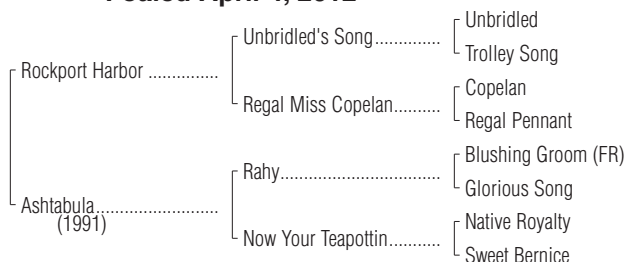 Foaled April 2012
Unbridled
Unbridled's Song..............
Trolley Song
Rockport Harbor ...............
Copelan
Regal Miss Copelan..........
Regal Pennant
Blushing Groom (FR)
Rahy................................
Glorious Song
Ashtabula..........................
(1991)
Native Royalty
Now Your Teapottin...........
Sweet Bernice